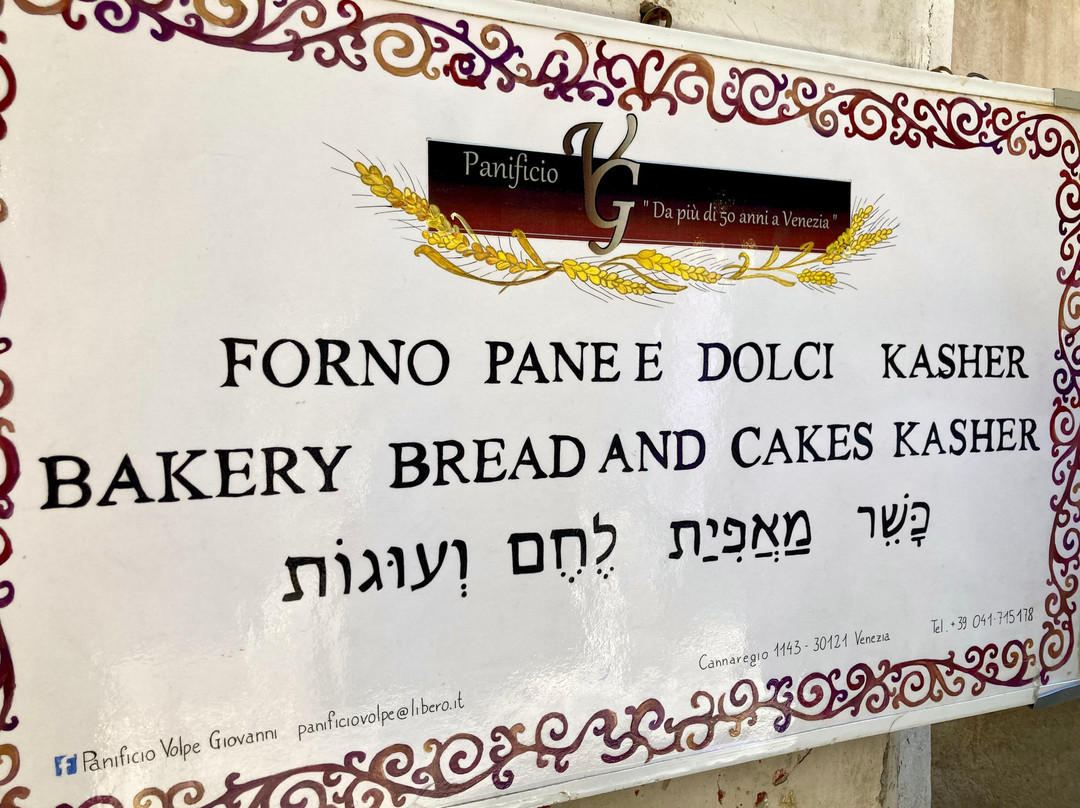 Panificio VG "Da più di 50 anni a Venezia"
FORNO PANE E DOLCI KASHER
BAKERY BREAD AND CAKES KASHER
כָּשֵׁר מַאֲפִיַת לֶחֶם וְעוּגוֹת
Tel. +39 041-715178
Cannaregio 1143 - 30121 Venezia
f Panificio Volpe Giovanni panificiovolpe@libero.it